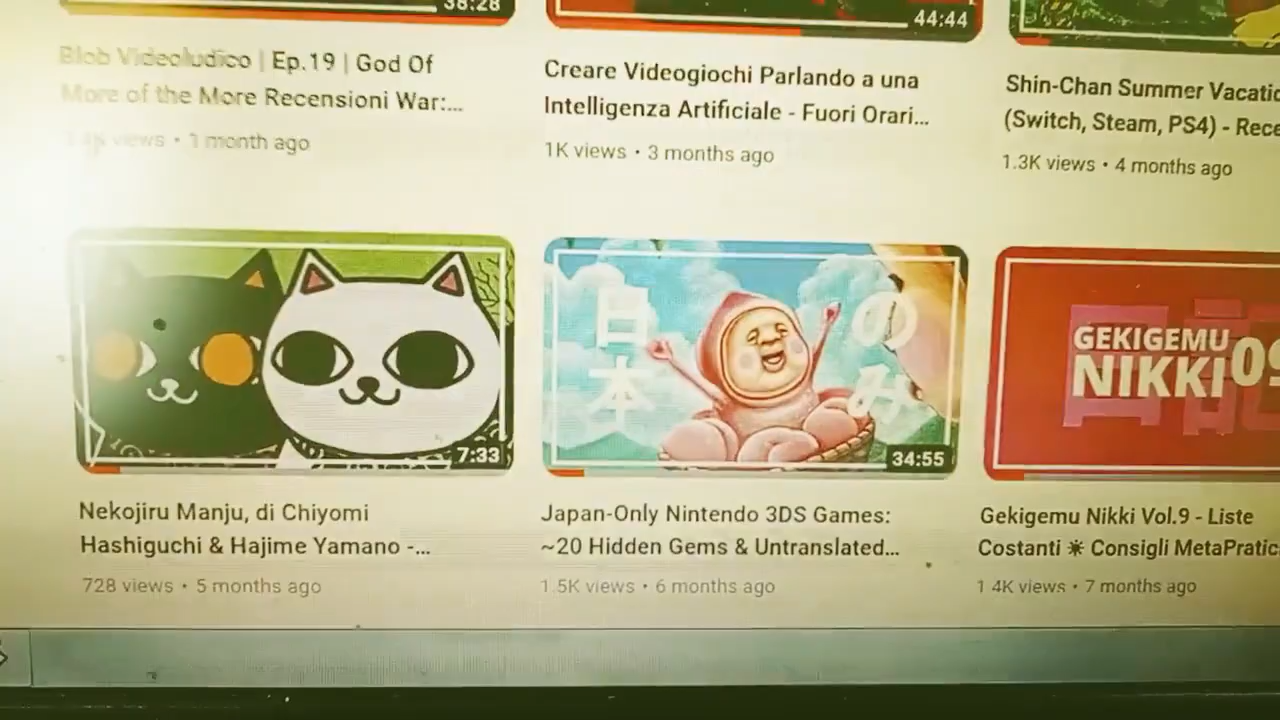 38:28
44:44
Blob Videoludico | Ep.19 | God Of
More of the More Recensioni War:...
views • 1 month ago
Creare Videogiochi Parlando a una
Intelligenza Artificiale - Fuori Orari...
1K views • 3 months ago
Shin-Chan Summer Vacatio
(Switch, Steam, PS4) - Rece
1.3K views • 4 months ago
7:33
日本
のみ
34:55
GEKIGEMU
NIKKI 09
Nekojiru Manju, di Chiyomi
Hashiguchi & Hajime Yamano -...
728 views • 5 months ago
Japan-Only Nintendo 3DS Games:
~20 Hidden Gems & Untranslated...
1.5K views • 6 months ago
Gekigemu Nikki Vol.9 - Liste
Costanti ☀ Consigli MetaPratic
1.4K views • 7 months ago